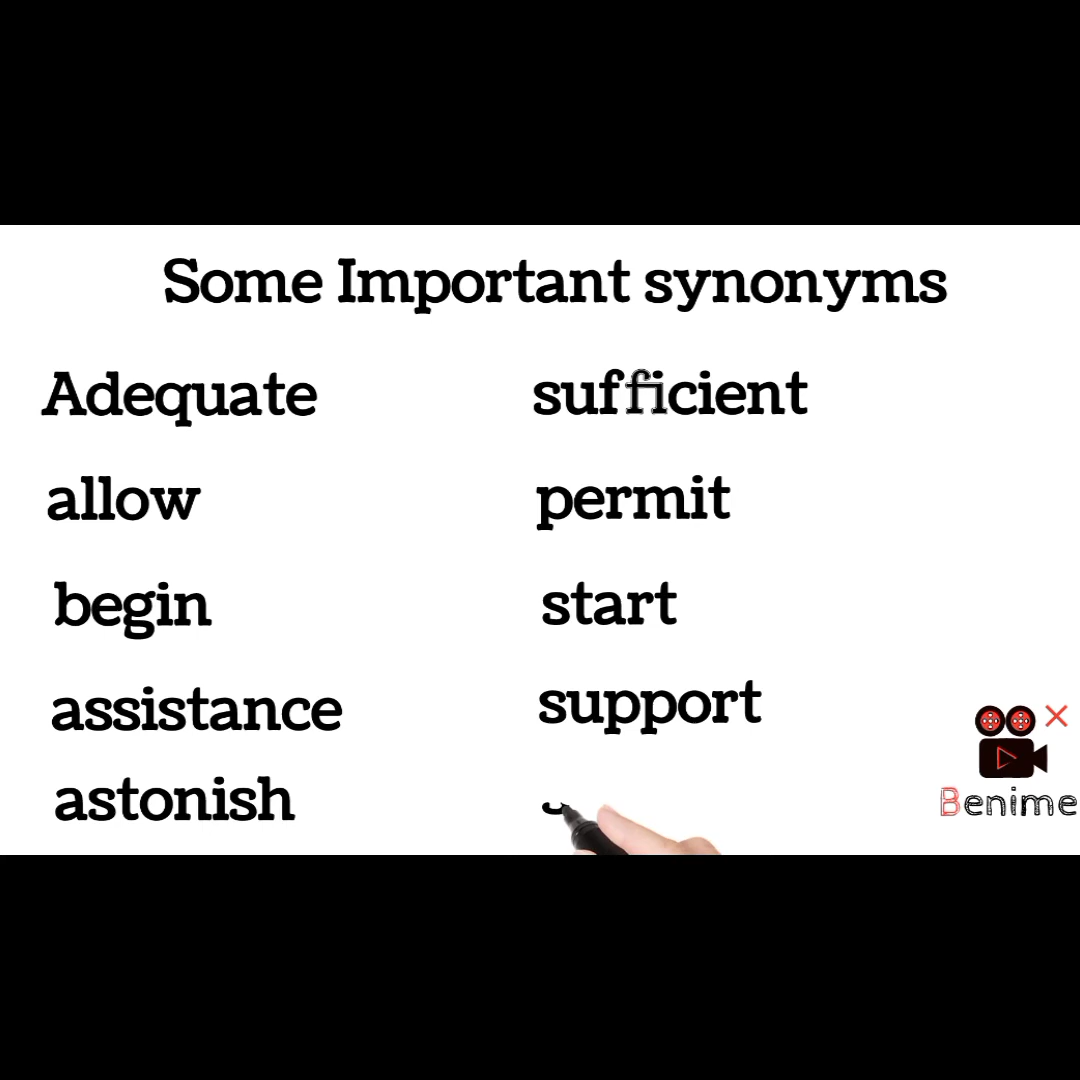 Some Important synonyms
Adequate sufficient
allow permit
begin start
assistance support
astonish
Benime